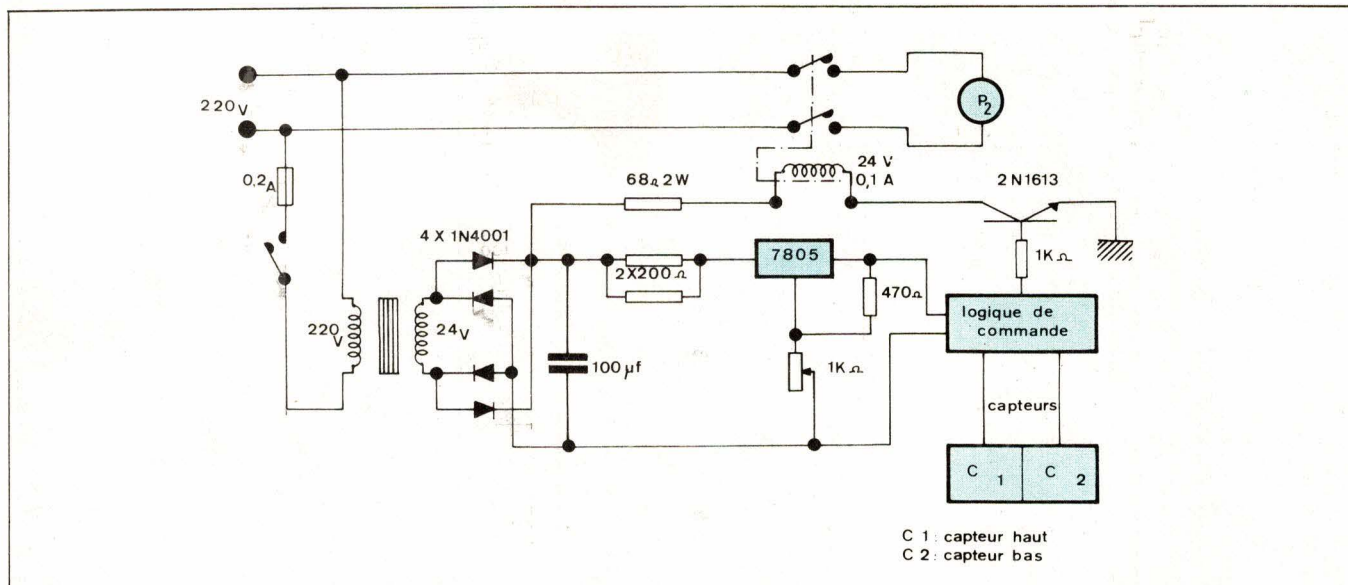 220V
P2
0,2A
68Ω 2W
24 V
0,1 A
2N1613
4 X 1N4001
7805
1KΩ
2X200Ω
470Ω
logique de
commande
220
V
24V
100µf
1KΩ
capteurs
C 1
C 2
C 1: capteur haut
C 2: capteur bas